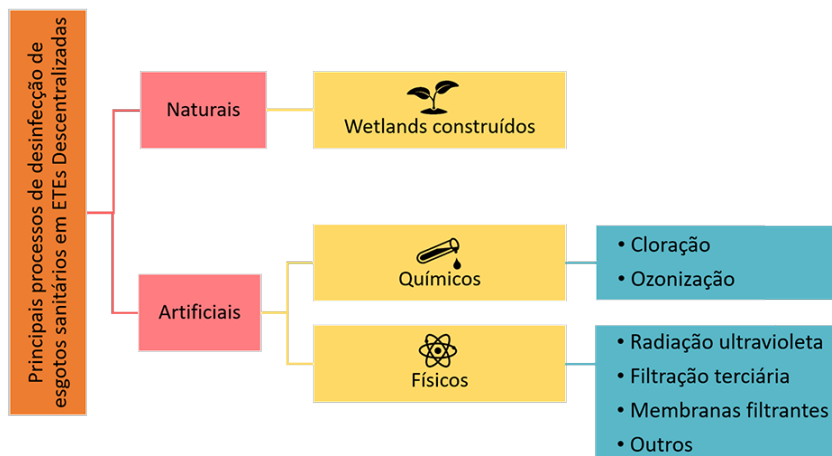 Principais processos de desinfecção de
esgotos sanitários em ETEs Descentralizadas
Naturais
Wetlands construídos
Artificiais
Químicos
• Cloração
• Ozonização
Físicos
• Radiação ultravioleta
• Filtração terciária
• Membranas filtrantes
• Outros